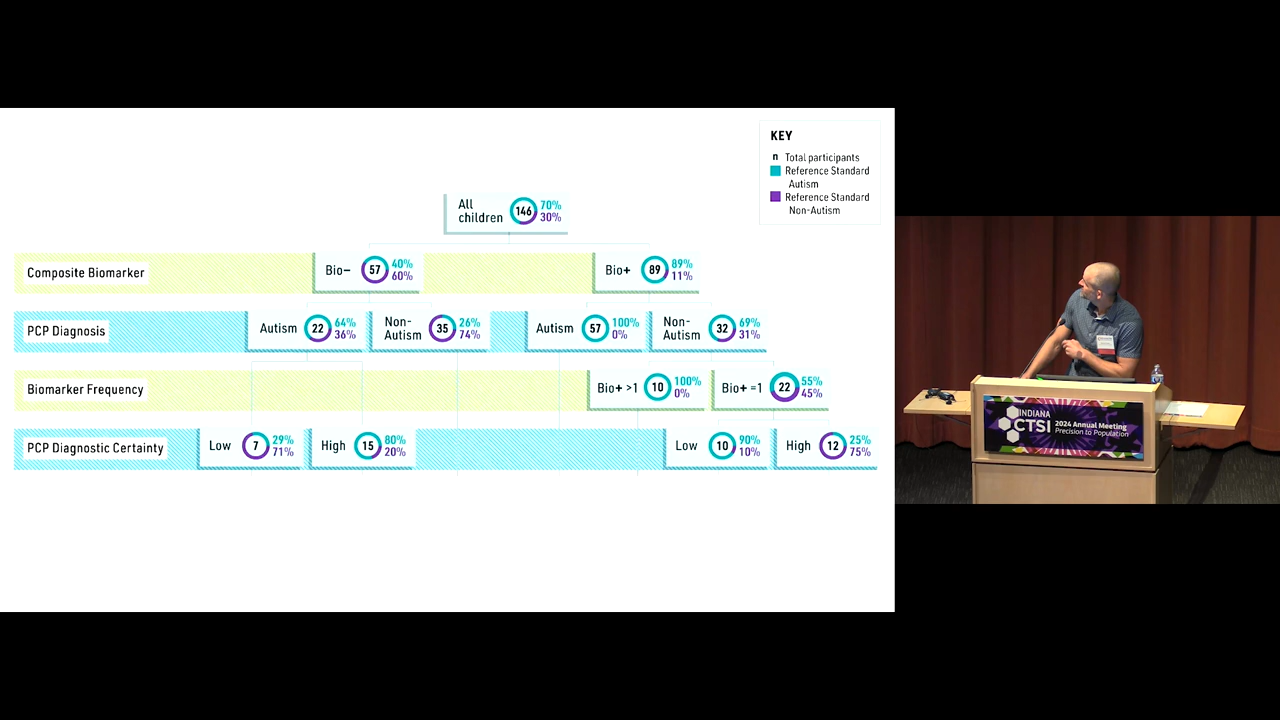 KEY
n Total participants
Reference Standard
Autism
Reference Standard
Non-Autism
All
children
146
70%
30%
Composite Biomarker
Bio–
57
40%
60%
Bio+
89
89%
11%
PCP Diagnosis
Autism
22
64%
36%
Non-
Autism
35
26%
74%
Autism
57
100%
0%
Non-
Autism
32
69%
31%
Biomarker Frequency
Bio+ >1
10
100%
0%
Bio+ =1
22
55%
45%
PCP Diagnostic Certainty
Low
7
29%
71%
High
15
80%
20%
Low
10
90%
10%
High
12
25%
75%
INDIANA
CTSI
2024 Annual Meeting
Precision to Population